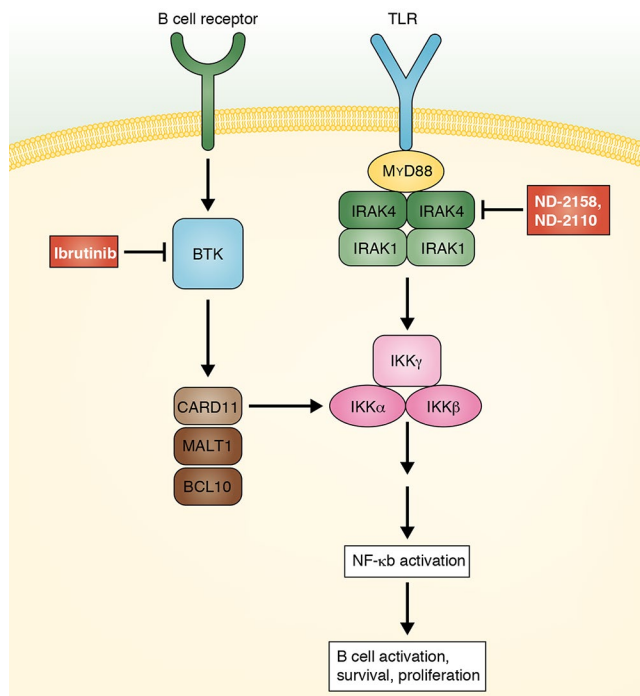 B cell receptor
TLR
MYD88
IRAK4
IRAK4
ND-2158,
ND-2110
IRAK1
IRAK1
Ibrutinib
BTK
IKKγ
CARD11
IKKα
IKKβ
MALT1
BCL10
NF-κb activation
B cell activation,
survival, proliferation